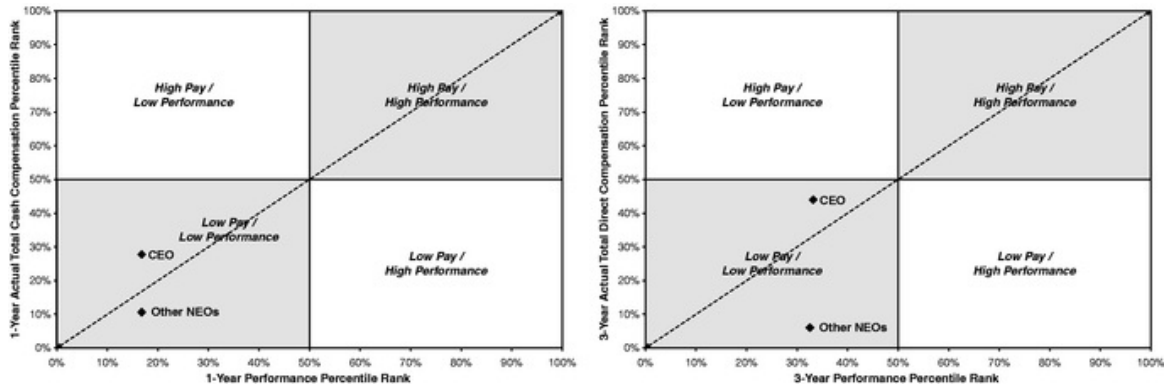 1-Year Actual Total Cash Compensation Percentile Rank
100%
90%
80%
70%
60%
50%
40%
30%
20%
10%
0%
High Pay /
Low Performance
High Pay /
High Performance
Low Pay /
Low Performance
Low Pay /
High Performance
CEO
Other NEOs
0%
10%
20%
30%
40%
50%
60%
70%
80%
90%
100%
1-Year Performance Percentile Rank
3-Year Actual Total Direct Compensation Percentile Rank
100%
90%
80%
70%
60%
50%
40%
30%
20%
10%
0%
High Pay /
Low Performance
High Pay /
High Performance
CEO
Low Pay /
Low Performance
Low Pay /
High Performance
Other NEOs
0%
10%
20%
30%
40%
50%
60%
70%
80%
90%
100%
3-Year Performance Percentile Rank